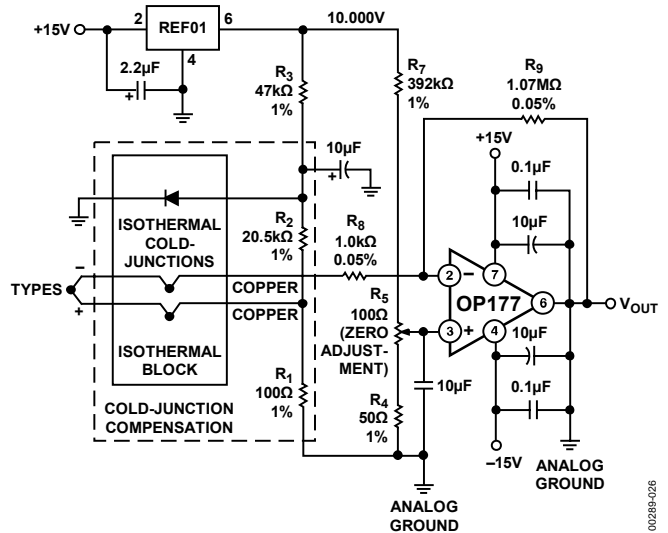 +15V
2
REF01
6
4
2.2µF
+
10.000V
R3
47kΩ
1%
R7
392kΩ
1%
R9
1.07MΩ
0.05%
10µF
+
ISOTHERMAL
COLD-
JUNCTIONS
R2
20.5kΩ
1%
R8
1.0kΩ
0.05%
+15V
0.1µF
10µF
–
TYPES
+
COPPER
COPPER
ISOTHERMAL
BLOCK
R5
100Ω
(ZERO
ADJUST-
MENT)
2
–
7
OP177
6
VOUT
3
+
4
10µF
0.1µF
10µF
R1
100Ω
1%
R4
50Ω
1%
COLD-JUNCTION
COMPENSATION
–15V
ANALOG
GROUND
ANALOG
GROUND
00289-026